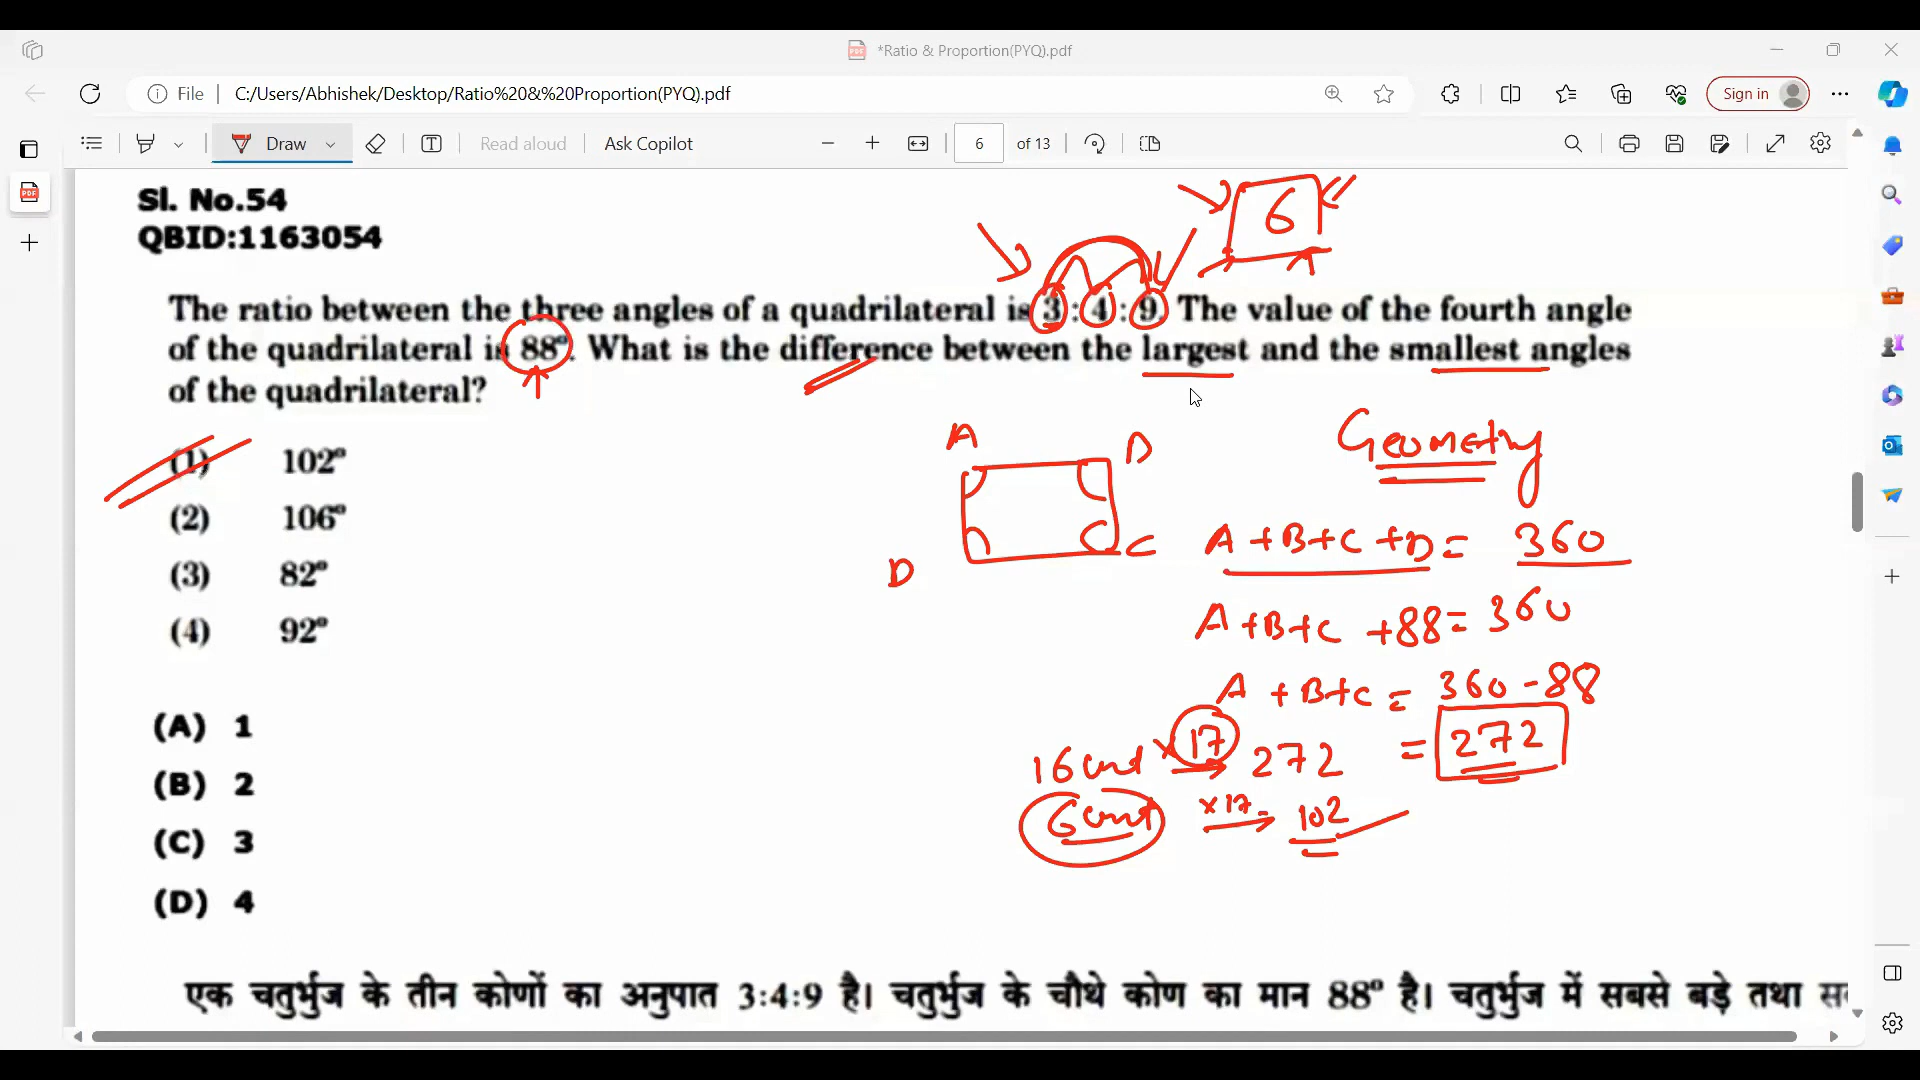 *Ratio & Proportion(PYQ).pdf
File
C:/Users/Abhishek/Desktop/Ratio%20&%20Proportion(PYQ).pdf
Sign in
Draw
Read aloud
Ask Copilot
6 of 13
Sl. No.54
QBID:1163054
6
The ratio between the three angles of a quadrilateral is 3:4:9. The value of the fourth angle
of the quadrilateral is 88°. What is the difference between the largest and the smallest angles
of the quadrilateral?
(1) 102°
(2) 106°
(3) 82°
(4) 92°
(A) 1
(B) 2
(C) 3
(D) 4
A D
D C
Geometry
A+B+C+D= 360
A+B+C +88= 360
A +B+C = 360-88
= 272
16 unit ×17 272
6 unit ×17 102
एक चतुर्भुज के तीन कोणों का अनुपात 3:4:9 है। चतुर्भुज के चौथे कोण का मान 88° है। चतुर्भुज में सबसे बड़े तथा